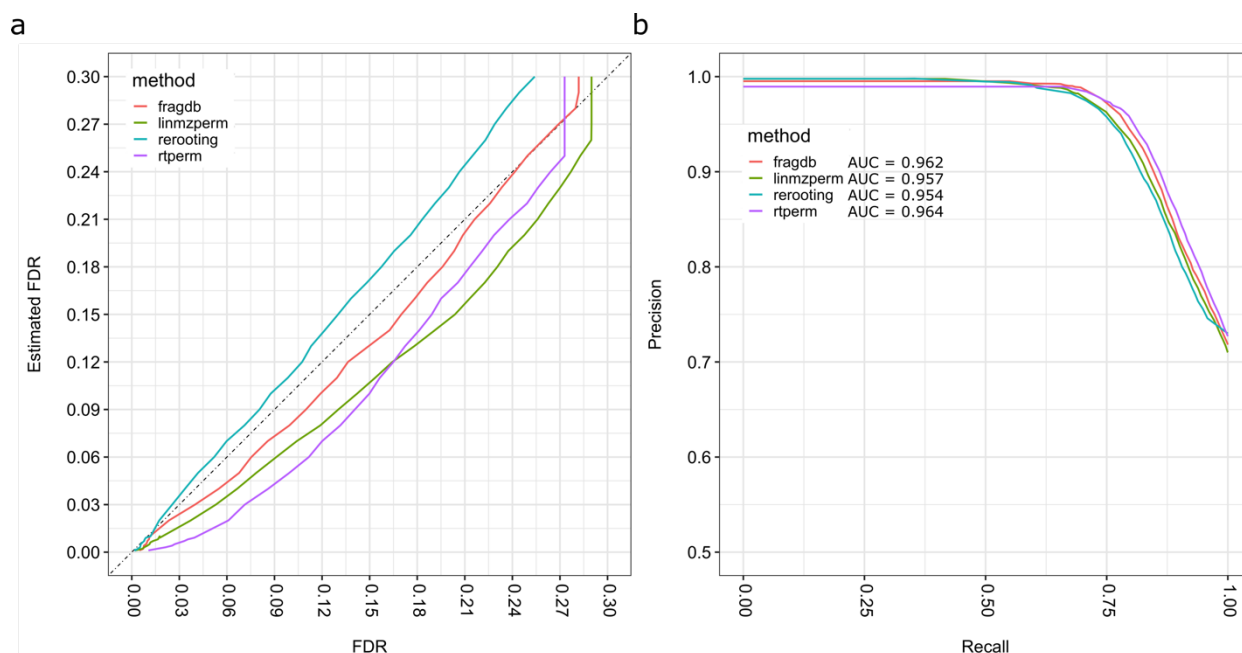 a
Estimated FDR
0.30
0.27
0.24
0.21
0.18
0.15
0.12
0.09
0.06
0.03
0.00
method
fragdb
linmzperm
rerooting
rtperm
0.00
0.03
0.06
0.09
0.12
0.15
0.18
0.21
0.24
0.27
0.30
FDR
b
Precision
1.0
0.9
0.8
0.7
0.6
0.5
method
fragdb AUC = 0.962
linmzperm AUC = 0.957
rerooting AUC = 0.954
rtperm AUC = 0.964
0.00
0.25
0.50
0.75
1.00
Recall